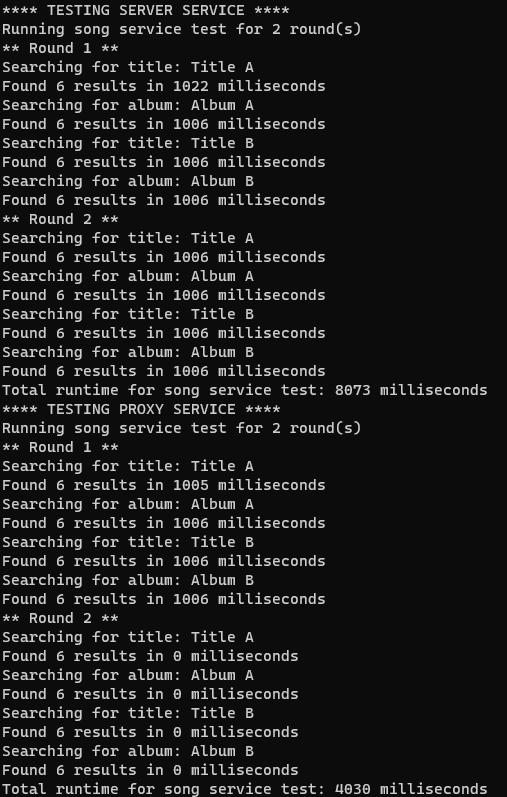 **** TESTING SERVER SERVICE ****
Running song service test for 2 round(s)
** Round 1 **
Searching for title: Title A
Found 6 results in 1022 milliseconds
Searching for album: Album A
Found 6 results in 1006 milliseconds
Searching for title: Title B
Found 6 results in 1006 milliseconds
Searching for album: Album B
Found 6 results in 1006 milliseconds
** Round 2 **
Searching for title: Title A
Found 6 results in 1006 milliseconds
Searching for album: Album A
Found 6 results in 1006 milliseconds
Searching for title: Title B
Found 6 results in 1006 milliseconds
Searching for album: Album B
Found 6 results in 1006 milliseconds
Total runtime for song service test: 8073 milliseconds
**** TESTING PROXY SERVICE ****
Running song service test for 2 round(s)
** Round 1 **
Searching for title: Title A
Found 6 results in 1005 milliseconds
Searching for album: Album A
Found 6 results in 1006 milliseconds
Searching for title: Title B
Found 6 results in 1006 milliseconds
Searching for album: Album B
Found 6 results in 1006 milliseconds
** Round 2 **
Searching for title: Title A
Found 6 results in 0 milliseconds
Searching for album: Album A
Found 6 results in 0 milliseconds
Searching for title: Title B
Found 6 results in 0 milliseconds
Searching for album: Album B
Found 6 results in 0 milliseconds
Total runtime for song service test: 4030 milliseconds